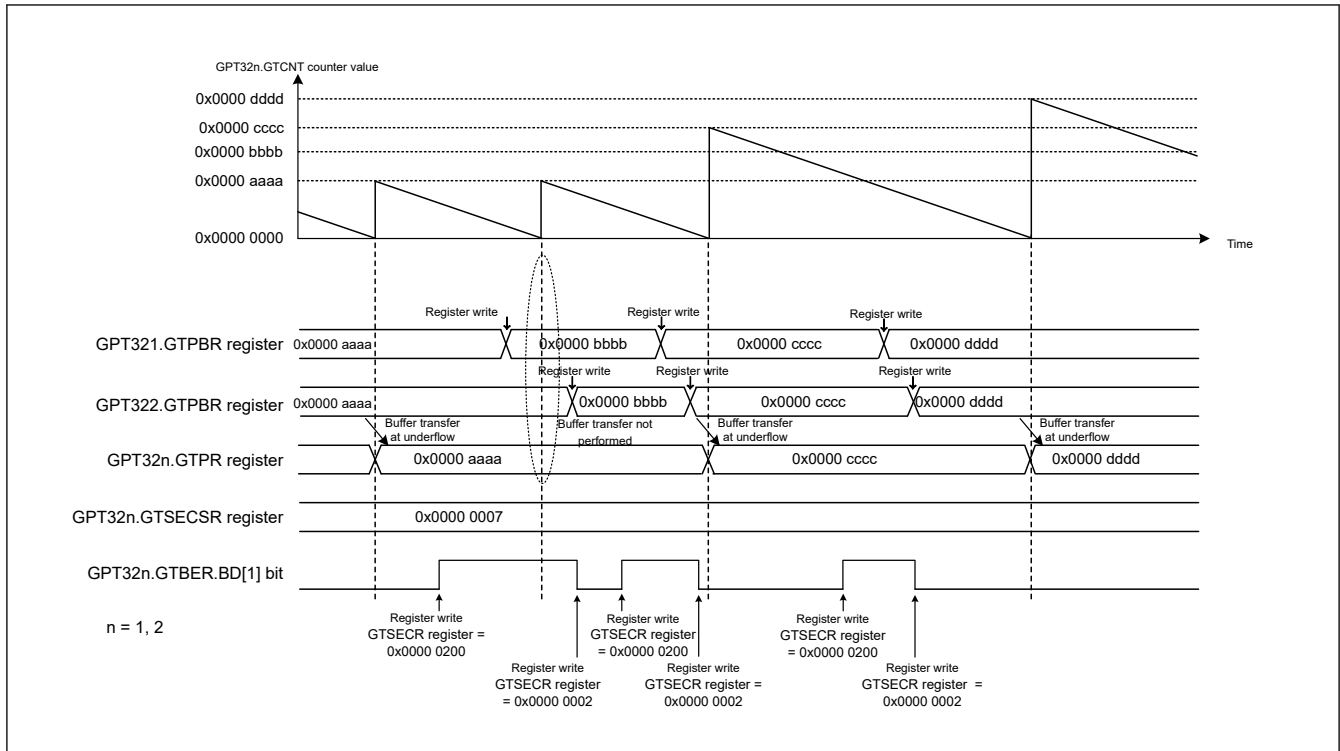 GPT32n.GTCNT counter value
0x0000 dddd
0x0000 cccc
0x0000 bbbb
0x0000 aaaa
0x0000 0000
Time
Register write
Register write
Register write
GPT321.GTPBR register
0x0000 aaaa
0x0000 bbbb
0x0000 cccc
0x0000 dddd
Register write
Register write
Register write
GPT322.GTPBR register
0x0000 aaaa
0x0000 bbbb
0x0000 cccc
0x0000 dddd
Buffer transfer
at underflow
Buffer transfer not
performed
Buffer transfer
at underflow
Buffer transfer
at underflow
GPT32n.GTPR register
0x0000 aaaa
0x0000 cccc
0x0000 dddd
GPT32n.GTSECSR register
0x0000 0007
GPT32n.GTBER.BD[1] bit
n = 1, 2
Register write
GTSECR register =
0x0000 0200
Register write
GTSECR register
= 0x0000 0200
Register write
GTSECR register
= 0x0000 0200
Register write
GTSECR register
= 0x0000 0002
Register write
GTSECR register =
0x0000 0002
Register write
GTSECR register =
0x0000 0002